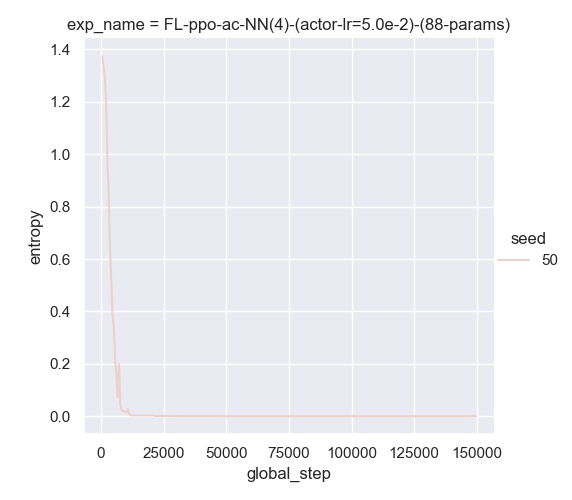 exp_name = FL-ppo-ac-NN(4)-(actor-lr=5.0e-2)-(88-params)
1.4
1.2
1.0
0.8
0.6
0.4
0.2
0.0
entropy
0 25000 50000 75000 100000 125000 150000
global_step
seed
50